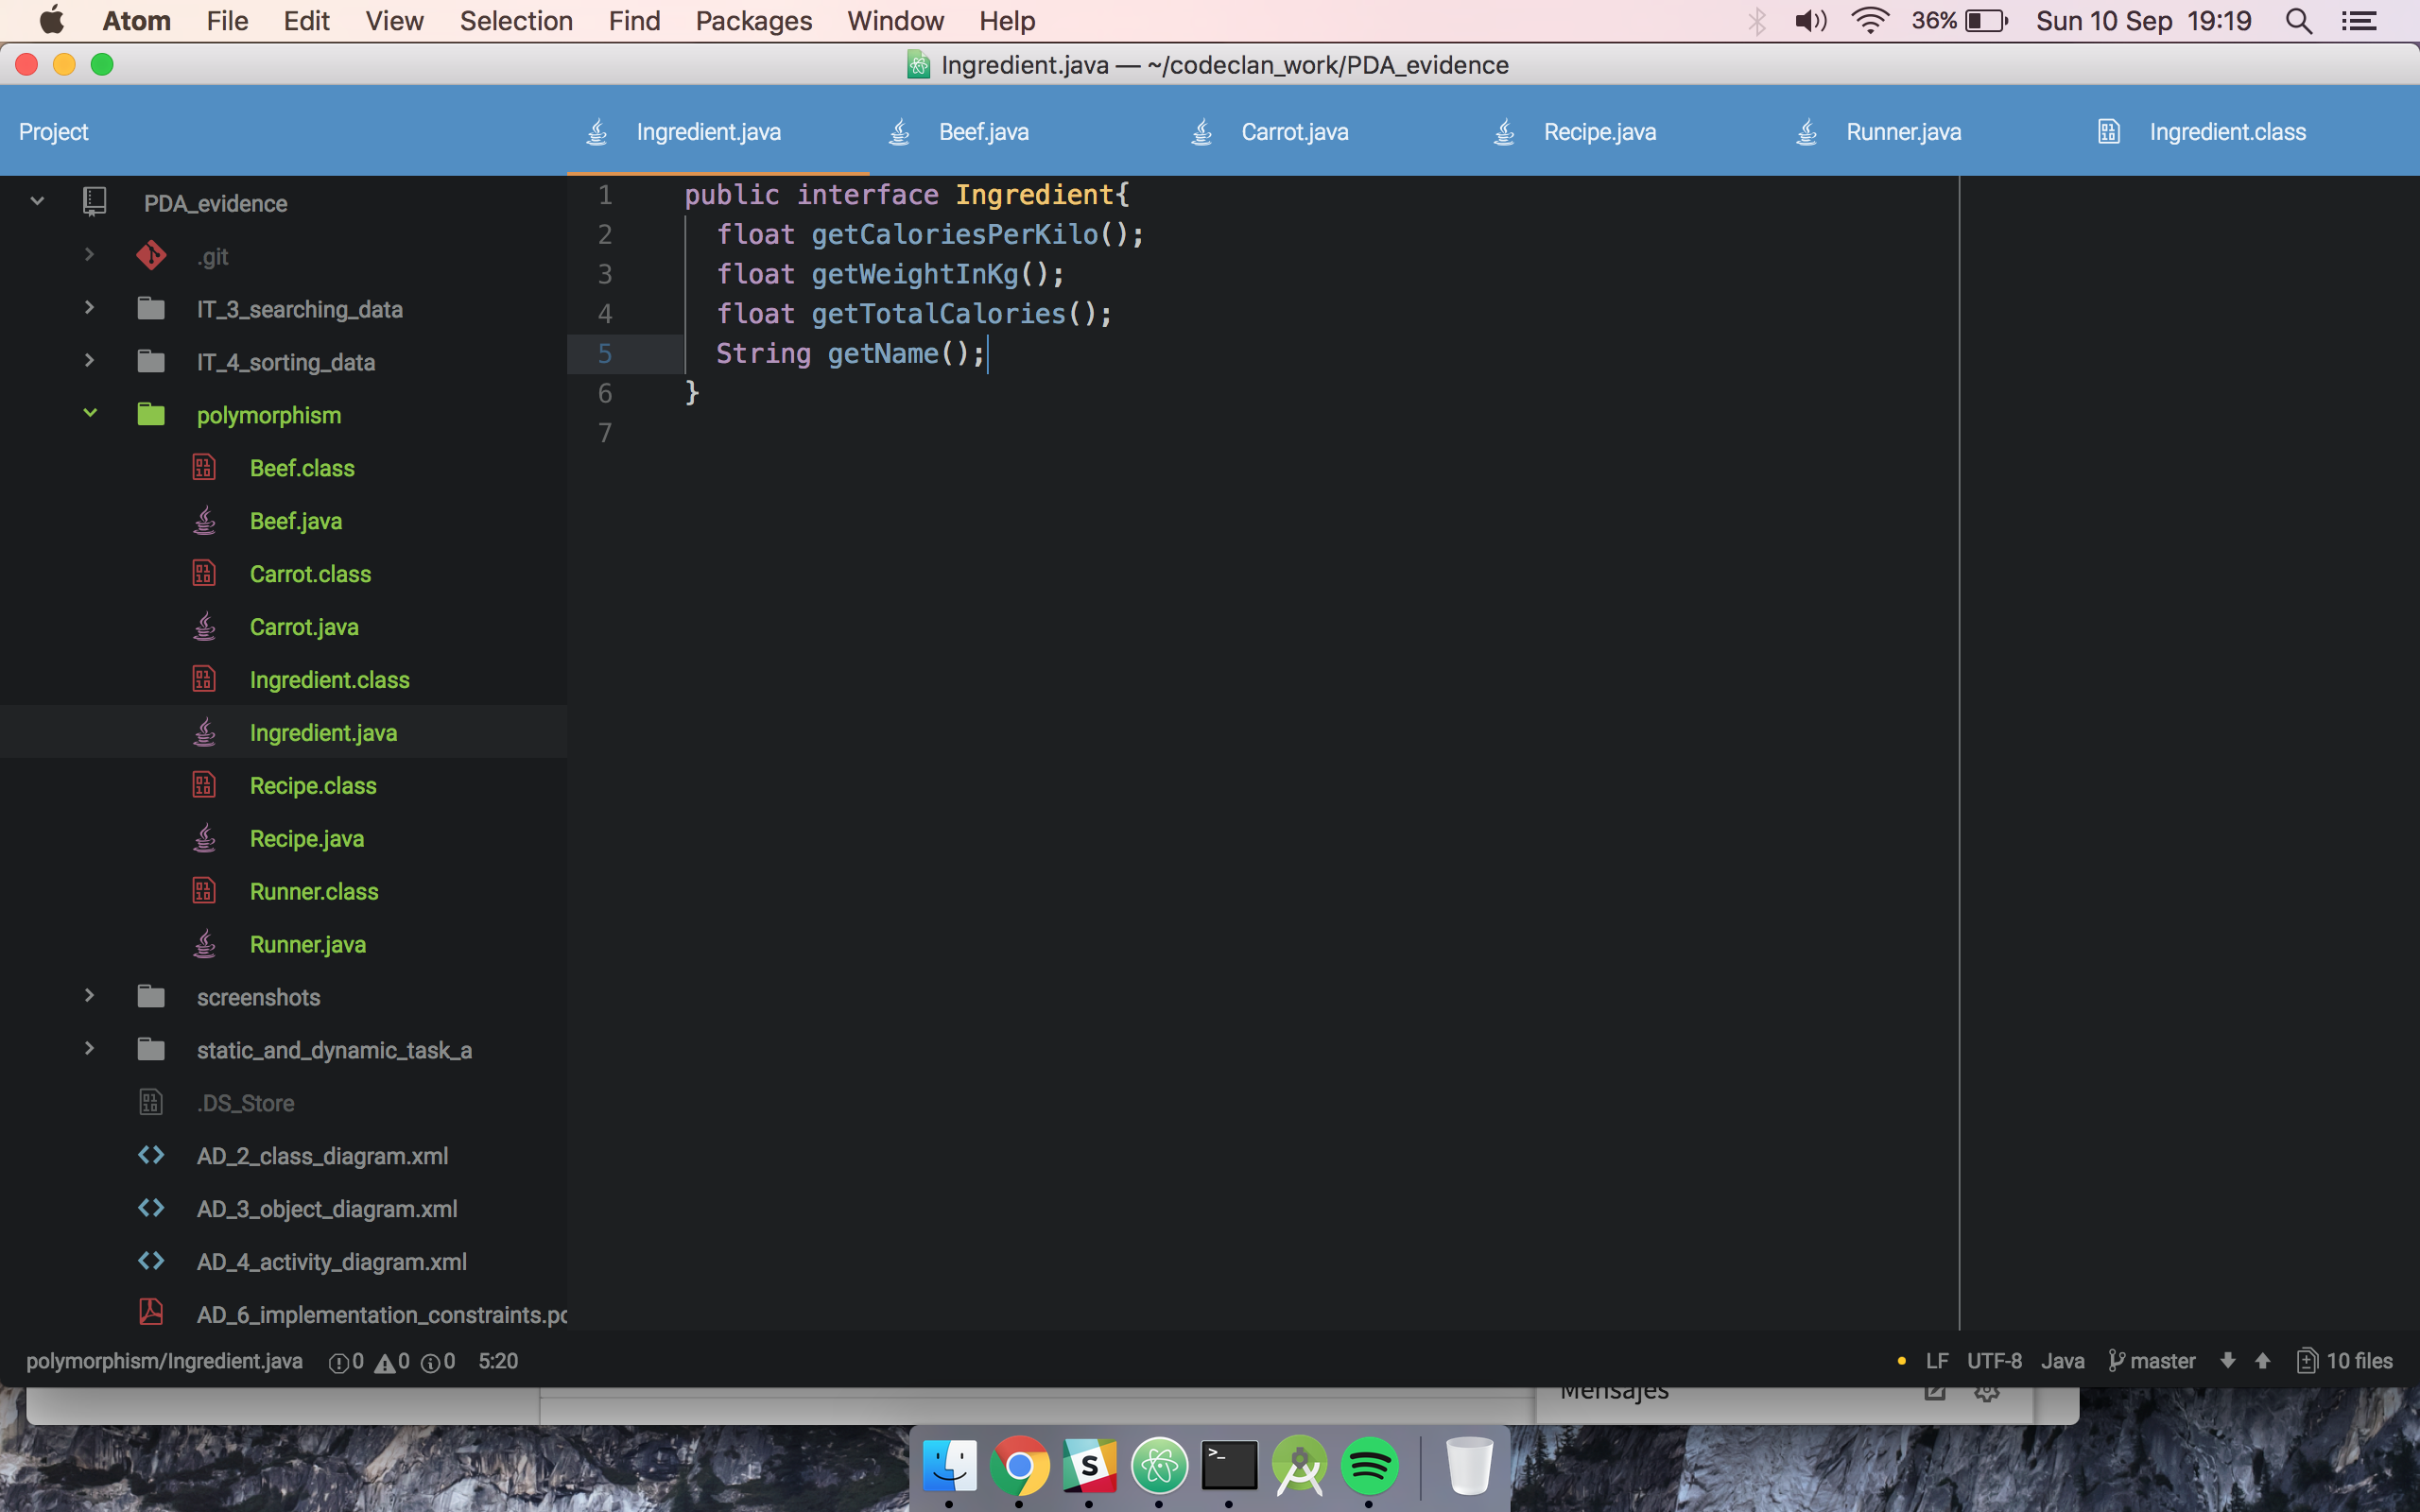 Atom File Edit View Selection Find Packages Window Help 36% Sun 10 Sep 19:19
Ingredient.java — ~/codeclan_work/PDA_evidence
Project Ingredient.java Beef.java Carrot.java Recipe.java Runner.java Ingredient.class
PDA_evidence
.git
IT_3_searching_data
IT_4_sorting_data
polymorphism
Beef.class
Beef.java
Carrot.class
Carrot.java
Ingredient.class
Ingredient.java
Recipe.class
Recipe.java
Runner.class
Runner.java
screenshots
static_and_dynamic_task_a
.DS_Store
AD_2_class_diagram.xml
AD_3_object_diagram.xml
AD_4_activity_diagram.xml
AD_6_implementation_constraints.pd
1 public interface Ingredient{
2 float getCaloriesPerKilo();
3 float getWeightInKg();
4 float getTotalCalories();
5 String getName();
6 }
7
polymorphism/Ingredient.java 0 0 0 5:20 LF UTF-8 Java master 10 files
Mensajes